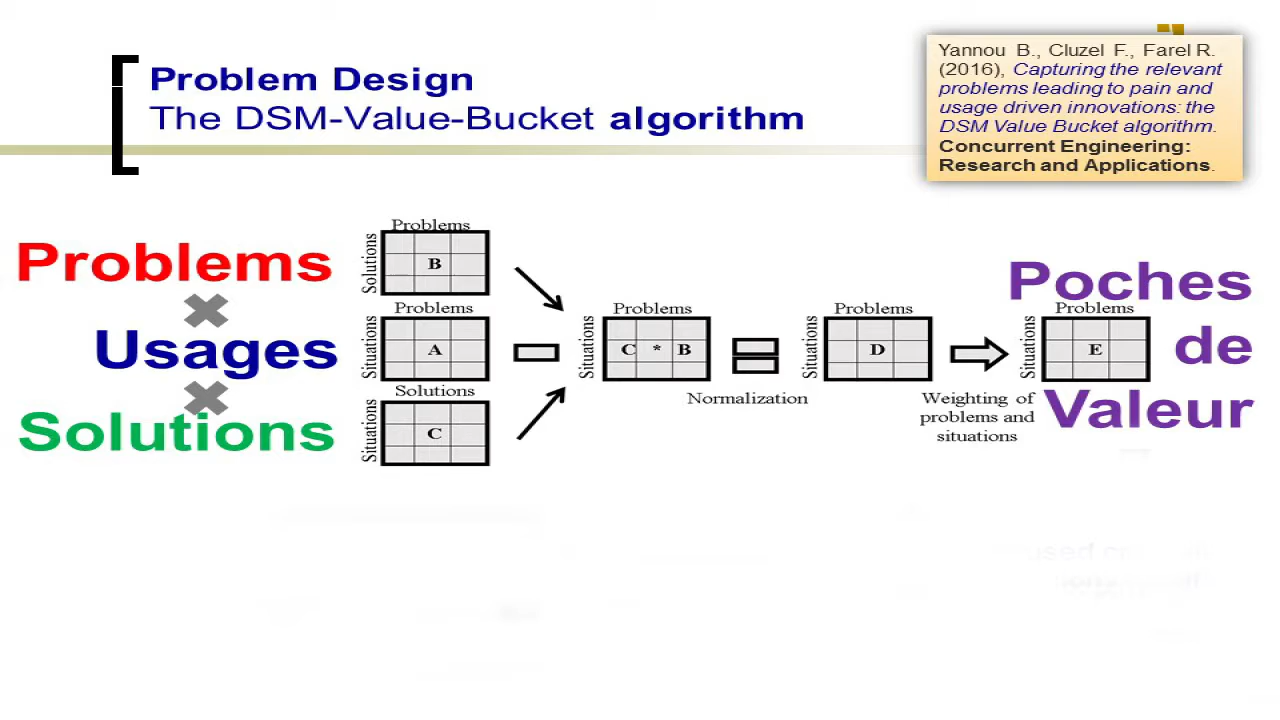 Problem Design
The DSM-Value-Bucket algorithm
Yannou B., Cluzel F., Farel R.
(2016), Capturing the relevant
problems leading to pain and
usage driven innovations: the
DSM Value Bucket algorithm.
Concurrent Engineering:
Research and Applications.
Problems
Usages
Solutions
Problems
Solutions
B
Problems
Situations
A
Solutions
Situations
C
Problems
Situations
C * B
Normalization
Problems
Situations
D
Weighting of
problems and
situations
Problems
Situations
E
Poches
de
Valeur